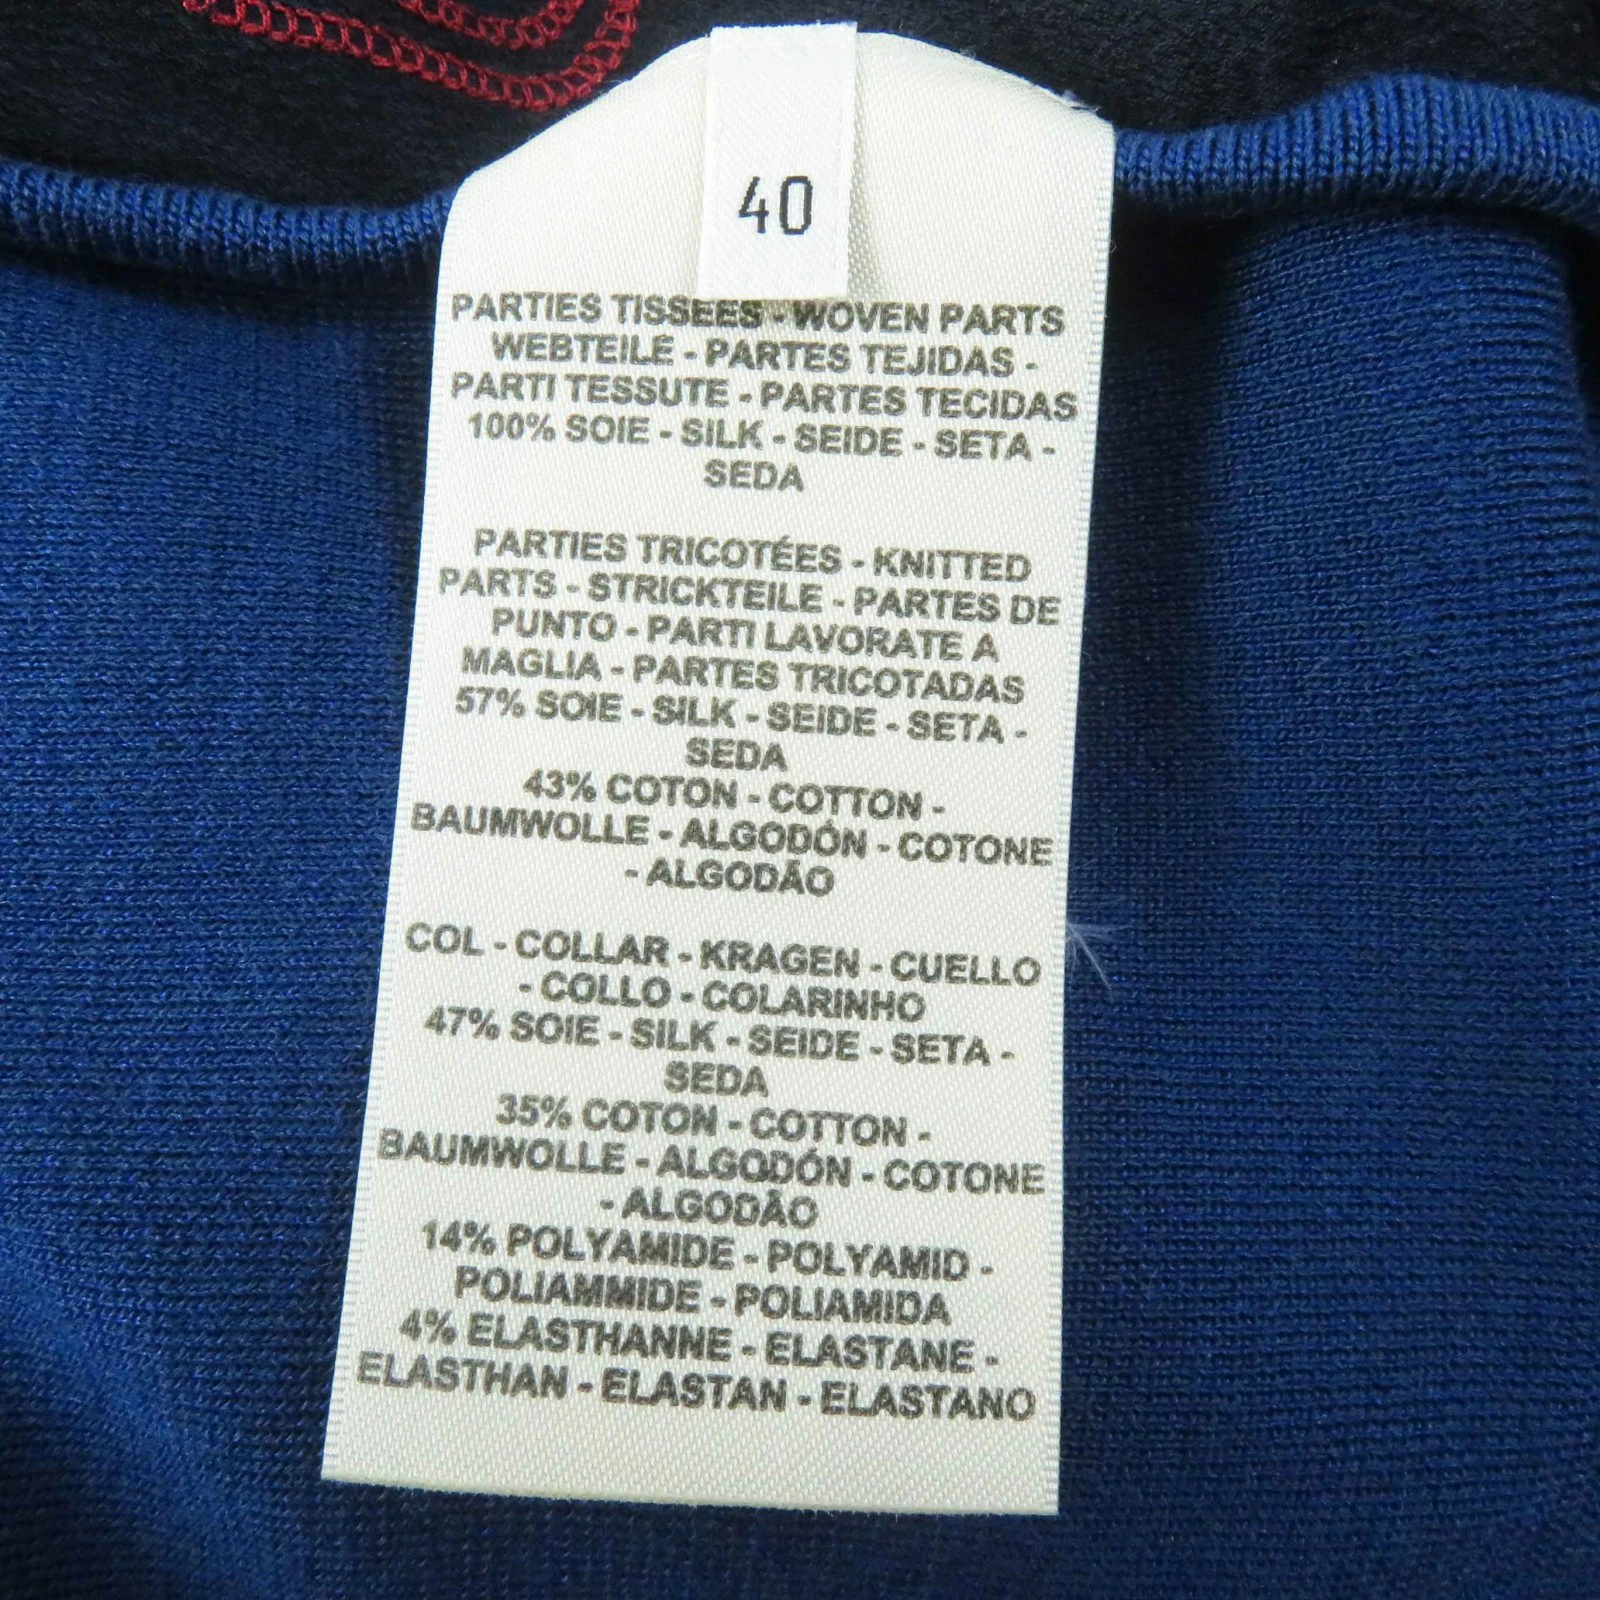 40
PARTIES TISSÉES - WOVEN PARTS
WEBTEILE - PARTES TEJIDAS -
PARTI TESSUTE - PARTES TECIDAS
100% SOIE - SILK - SEIDE - SETA -
SEDA
PARTIES TRICOTÉES - KNITTED
PARTS - STRICKTEILE - PARTES DE
PUNTO - PARTI LAVORATE A
MAGLIA - PARTES TRICOTADAS
57% SOIE - SILK - SEIDE - SETA -
SEDA
43% COTON - COTTON -
BAUMWOLLE - ALGODÓN - COTONE
- ALGODÃO
COL - COLLAR - KRAGEN - CUELLO
- COLLO - COLARINHO
47% SOIE - SILK - SEIDE - SETA -
SEDA
35% COTON - COTTON -
BAUMWOLLE - ALGODÓN - COTONE
- ALGODÃO
14% POLYAMIDE - POLYAMID -
POLIAMMIDE - POLIAMIDA
4% ELASTHANNE - ELASTANE -
ELASTHAN - ELASTAN - ELASTANO